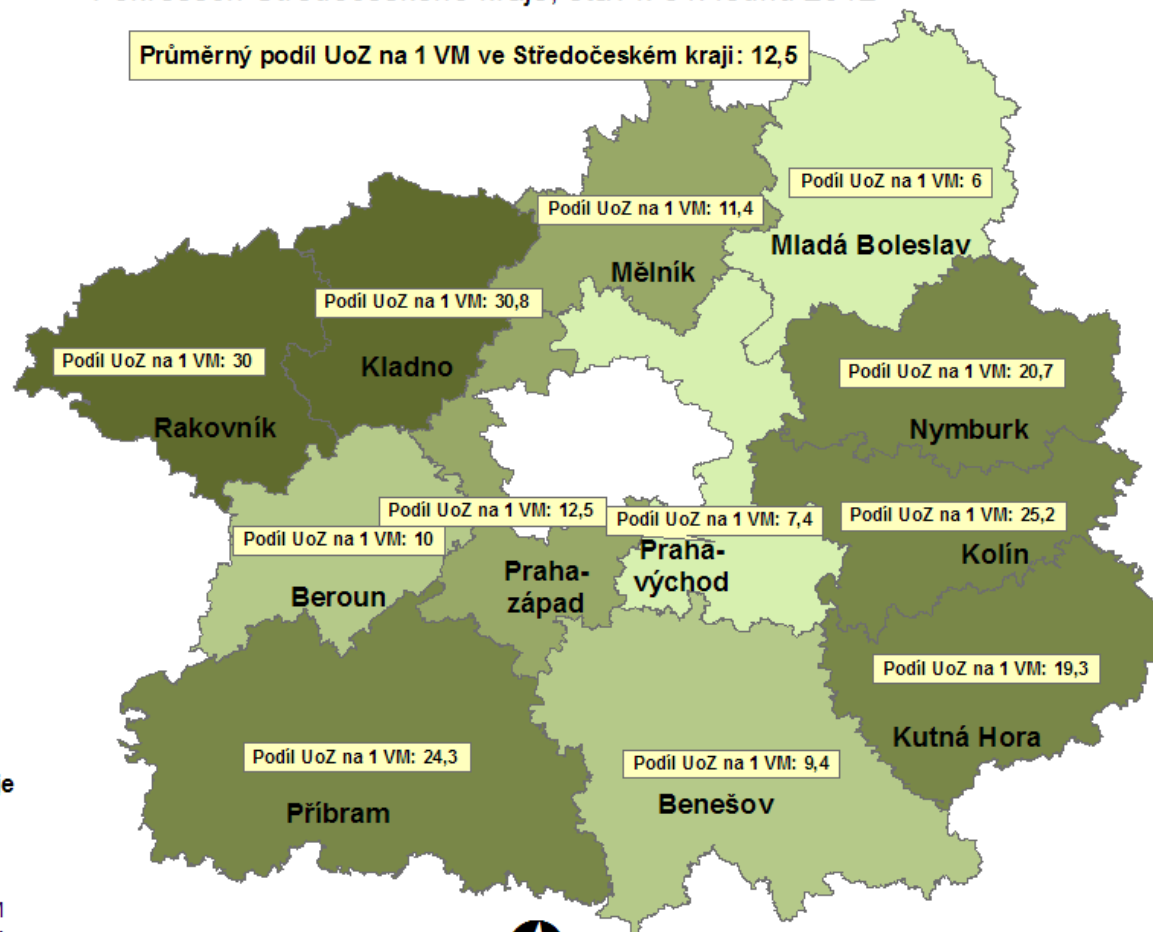 Průměrný podíl UoZ na 1 VM ve Středočeském kraji: 12,5
Podíl UoZ na 1 VM: 6
Mladá Boleslav
Podíl UoZ na 1 VM: 11,4
Mělník
Podíl UoZ na 1 VM: 30,8
Kladno
Podíl UoZ na 1 VM: 30
Rakovník
Podíl UoZ na 1 VM: 20,7
Nymburk
Podíl UoZ na 1 VM: 12,5
Praha-
západ
Podíl UoZ na 1 VM: 7,4
Praha-
východ
Podíl UoZ na 1 VM: 25,2
Kolín
Podíl UoZ na 1 VM: 10
Beroun
Podíl UoZ na 1 VM: 19,3
Kutná Hora
Podíl UoZ na 1 VM: 24,3
Příbram
Podíl UoZ na 1 VM: 9,4
Benešov